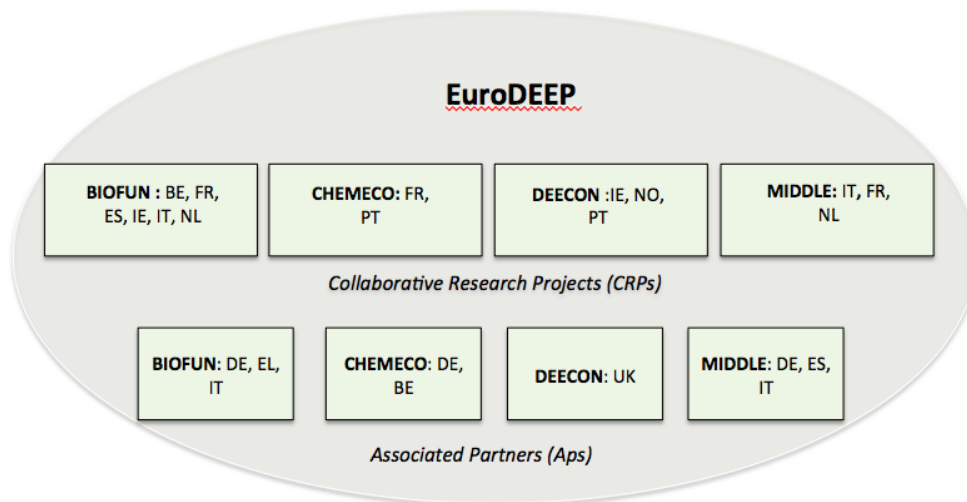 EuroDEEP
BIOFUN : BE, FR,
ES, IE, IT, NL
CHEMECO: FR,
PT
DEECON :IE, NO,
PT
MIDDLE: IT, FR,
NL
Collaborative Research Projects (CRPs)
BIOFUN: DE, EL,
IT
CHEMECO: DE,
BE
DEECON: UK
MIDDLE: DE, ES,
IT
Associated Partners (Aps)